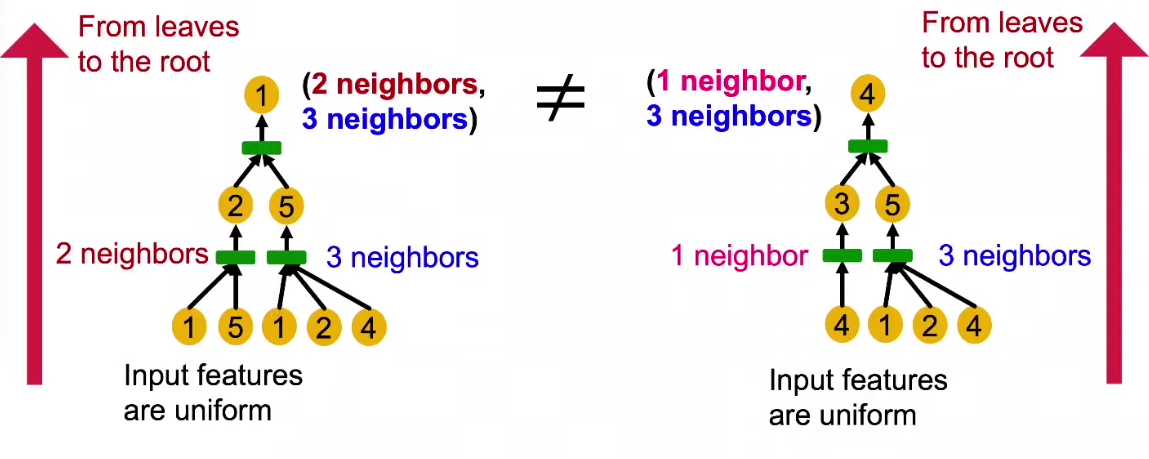 From leaves
to the root
(2 neighbors,
3 neighbors)
≠
(1 neighbor,
3 neighbors)
From leaves
to the root
1
4
2 5
3 5
2 neighbors
3 neighbors
1 neighbor
3 neighbors
1 5 1 2 4
4 1 2 4
Input features
are uniform
Input features
are uniform